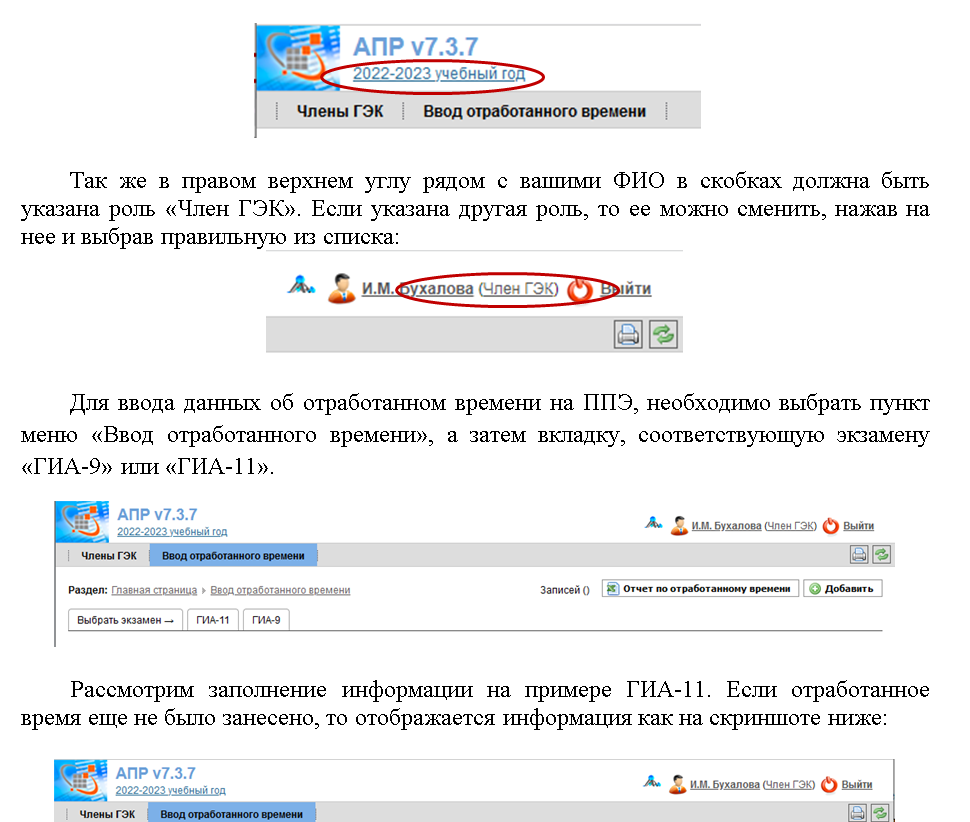 АПР v7.3.7
2022-2023 учебный год
Члены ГЭК Ввод отработанного времени
Так же в правом верхнем углу рядом с вашими ФИО в скобках должна быть
указана роль «Член ГЭК». Если указана другая роль, то ее можно сменить, нажав на
нее и выбрав правильную из списка:
И.М. Бухалова (Член ГЭК) Выйти
Для ввода данных об отработанном времени на ППЭ, необходимо выбрать пункт
меню «Ввод отработанного времени», а затем вкладку, соответствующую экзамену
«ГИА-9» или «ГИА-11».
АПР v7.3.7
2022-2023 учебный год
И.М. Бухалова (Член ГЭК) Выйти
Члены ГЭК Ввод отработанного времени
Раздел: Главная страница Ввод отработанного времени Записей () Отчет по отработанному времени Добавить
Выбрать экзамен → ГИА-11 ГИА-9
Рассмотрим заполнение информации на примере ГИА-11. Если отработанное
время еще не было занесено, то отображается информация как на скриншоте ниже:
АПР v7.3.7
2022-2023 учебный год
И.М. Бухалова (Член ГЭК) Выйти
Члены ГЭК Ввод отработанного времени